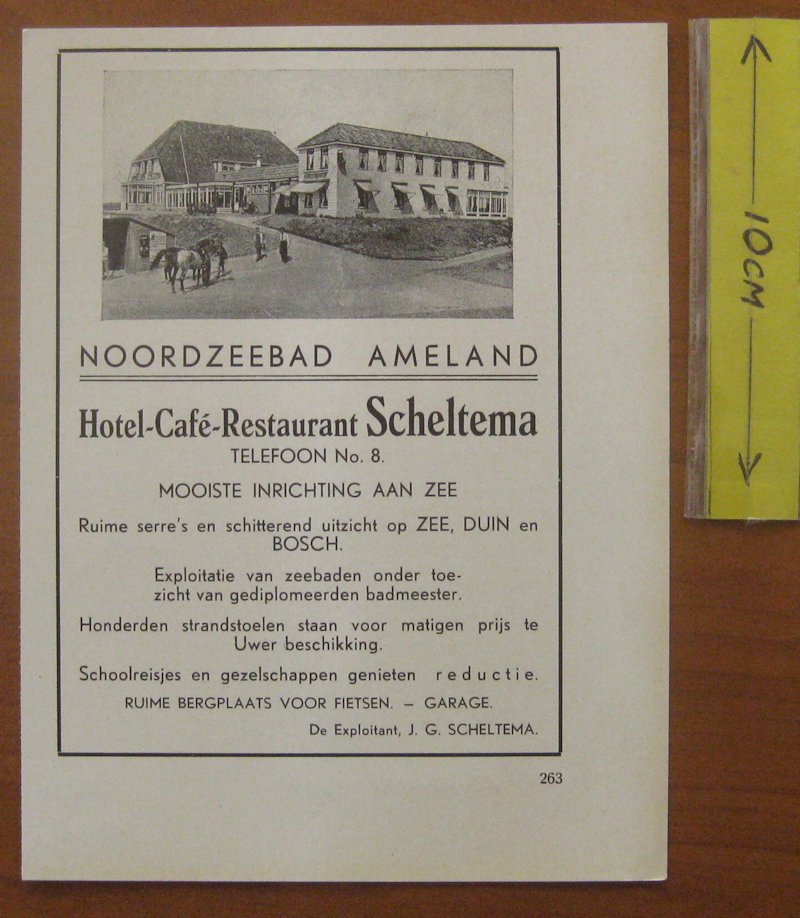 NOORDZEEBAD AMELAND
Hotel-Café-Restaurant Scheltema
TELEFOON No. 8.
MOOISTE INRICHTING AAN ZEE
Ruime serre's en schitterend uitzicht op ZEE, DUIN en
BOSCH.
Exploitatie van zeebaden onder toe-
zicht van gediplomeerden badmeester.
Honderden strandstoelen staan voor matigen prijs te
Uwer beschikking.
Schoolreisjes en gezelschappen genieten reductie.
RUIME BERGPLAATS VOOR FIETSEN. – GARAGE.
De Exploitant, J. G. SCHELTEMA.
263
10CM